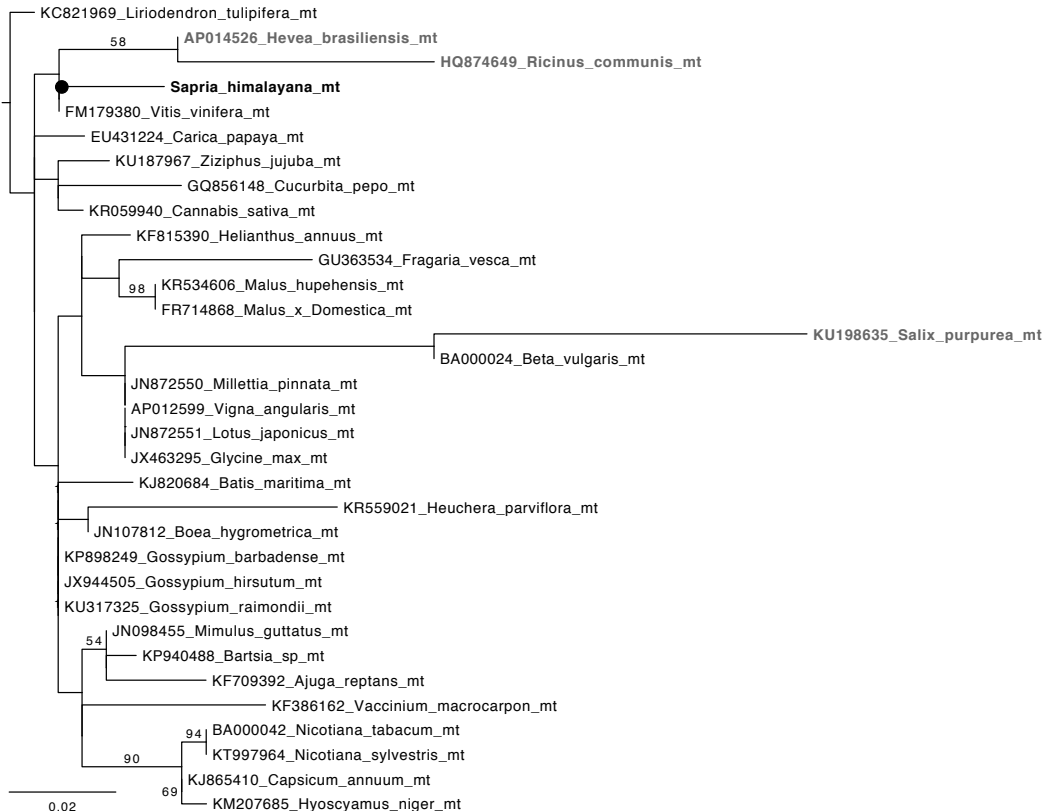 KC821969_Liriodendron_tulipifera_mt
AP014526_Hevea_brasiliensis_mt
58
HQ874649_Ricinus_communis_mt
Sapria_himalayana_mt
FM179380_Vitis_vinifera_mt
EU431224_Carica_papaya_mt
KU187967_Ziziphus_jujuba_mt
GQ856148_Cucurbita_pepo_mt
KR059940_Cannabis_sativa_mt
KF815390_Helianthus_annuus_mt
GU363534_Fragaria_vesca_mt
98 KR534606_Malus_hupehensis_mt
FR714868_Malus_x_Domestica_mt
KU198635_Salix_purpurea_mt
BA000024_Beta_vulgaris_mt
JN872550_Millettia_pinnata_mt
AP012599_Vigna_angularis_mt
JN872551_Lotus_japonicus_mt
JX463295_Glycine_max_mt
KJ820684_Batis_maritima_mt
KR559021_Heuchera_parviflora_mt
JN107812_Boea_hygrometrica_mt
KP898249_Gossypium_barbadense_mt
JX944505_Gossypium_hirsutum_mt
KU317325_Gossypium_raimondii_mt
JN098455_Mimulus_guttatus_mt
54
KP940488_Bartsia_sp_mt
KF709392_Ajuga_reptans_mt
KF386162_Vaccinium_macrocarpon_mt
94 BA000042_Nicotiana_tabacum_mt
KT997964_Nicotiana_sylvestris_mt
90
KJ865410_Capsicum_annuum_mt
69
KM207685_Hyoscyamus_niger_mt
0.02